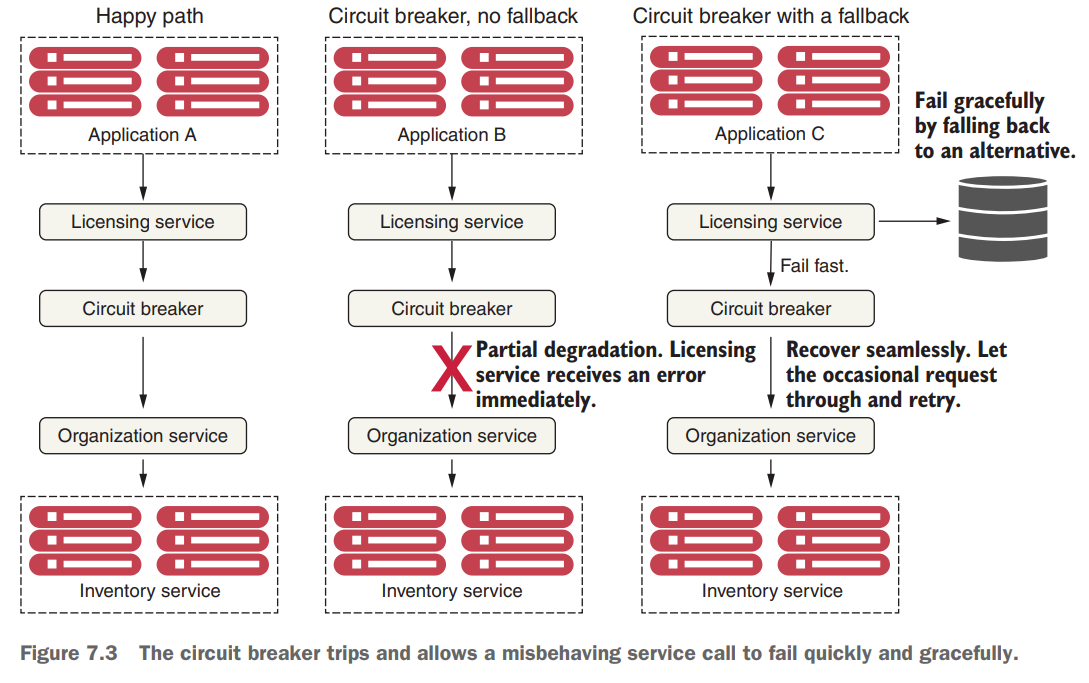 Happy path
Circuit breaker, no fallback
Circuit breaker with a fallback
Application A
Application B
Application C
Fail gracefully
by falling back
to an alternative.
Licensing service
Licensing service
Licensing service
Fail fast.
Circuit breaker
Circuit breaker
Circuit breaker
Partial degradation. Licensing
service receives an error
immediately.
Recover seamlessly. Let
the occasional request
through and retry.
Organization service
Organization service
Organization service
Inventory service
Inventory service
Inventory service
Figure 7.3 The circuit breaker trips and allows a misbehaving service call to fail quickly and gracefully.